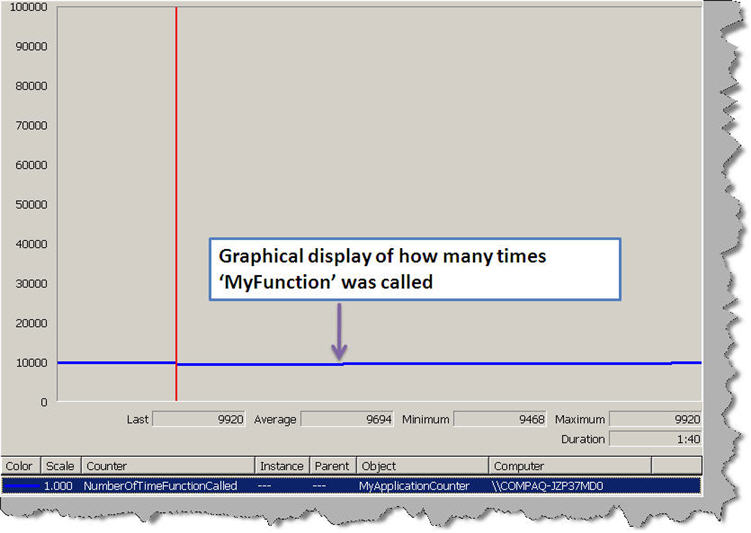 100000
90000
80000
70000
60000
50000
40000
30000
20000
10000
0
Graphical display of how many times
‘MyFunction’ was called
Last 9920 Average 9694 Minimum 9468 Maximum 9920
Duration 1:40
Color Scale Counter Instance Parent Object Computer
1.000 NumberOfTimeFunctionCalled --- --- MyApplicationCounter \\COMPAQ-JZP37MD0